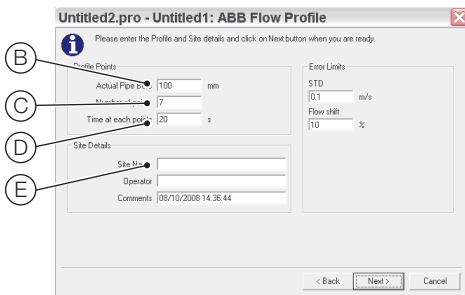 Untitled2.pro - Untitled1: ABB Flow Profile
Please enter the Profile and Site details and click on Next button when you are ready.
Profile Points
Actual Pipe 100 mm
Number of 7
Time at each points 20 s
Error Limits
STD
0.1 m/s
Flow shift
10 %
Site Details
Site
Operator
Comments 08/10/2008 14:36:44
< Back Next > Cancel
B
C
D
E